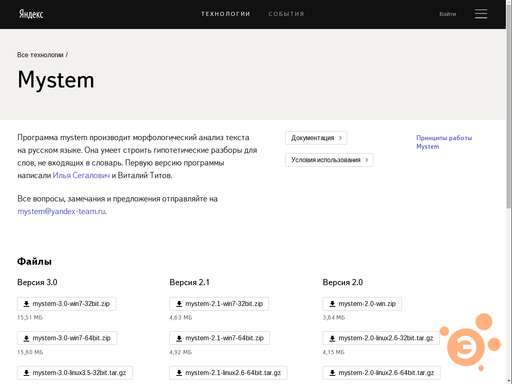 Яндекс
ТЕХНОЛОГИИ СОБЫТИЯ
Войти
Все технологии /
Mystem
Программа mystem производит морфологический анализ текста
на русском языке. Она умеет строить гипотетические разборы для
слов, не входящих в словарь. Первую версию программы
написали Илья Сегалович и Виталий Титов.
Все вопросы, замечания и предложения отправляйте на
mystem@yandex-team.ru.
Документация
Условия использования
Принципы работы
Mystem
Файлы
Версия 3.0
mystem-3.0-win7-32bit.zip
15,51 МБ
mystem-3.0-win7-64bit.zip
15,80 МБ
mystem-3.0-linux3.5-32bit.tar.gz
Версия 2.1
mystem-2.1-win7-32bit.zip
4,63 МБ
mystem-2.1-win7-64bit.zip
4,92 МБ
mystem-2.1-linux2.6-64bit.tar.gz
Версия 2.0
mystem-2.0-win.zip
3,84 МБ
mystem-2.0-linux2.6-32bit.tar.gz
4,15 МБ
mystem-2.0-linux2.6-64bit.tar.gz
Э